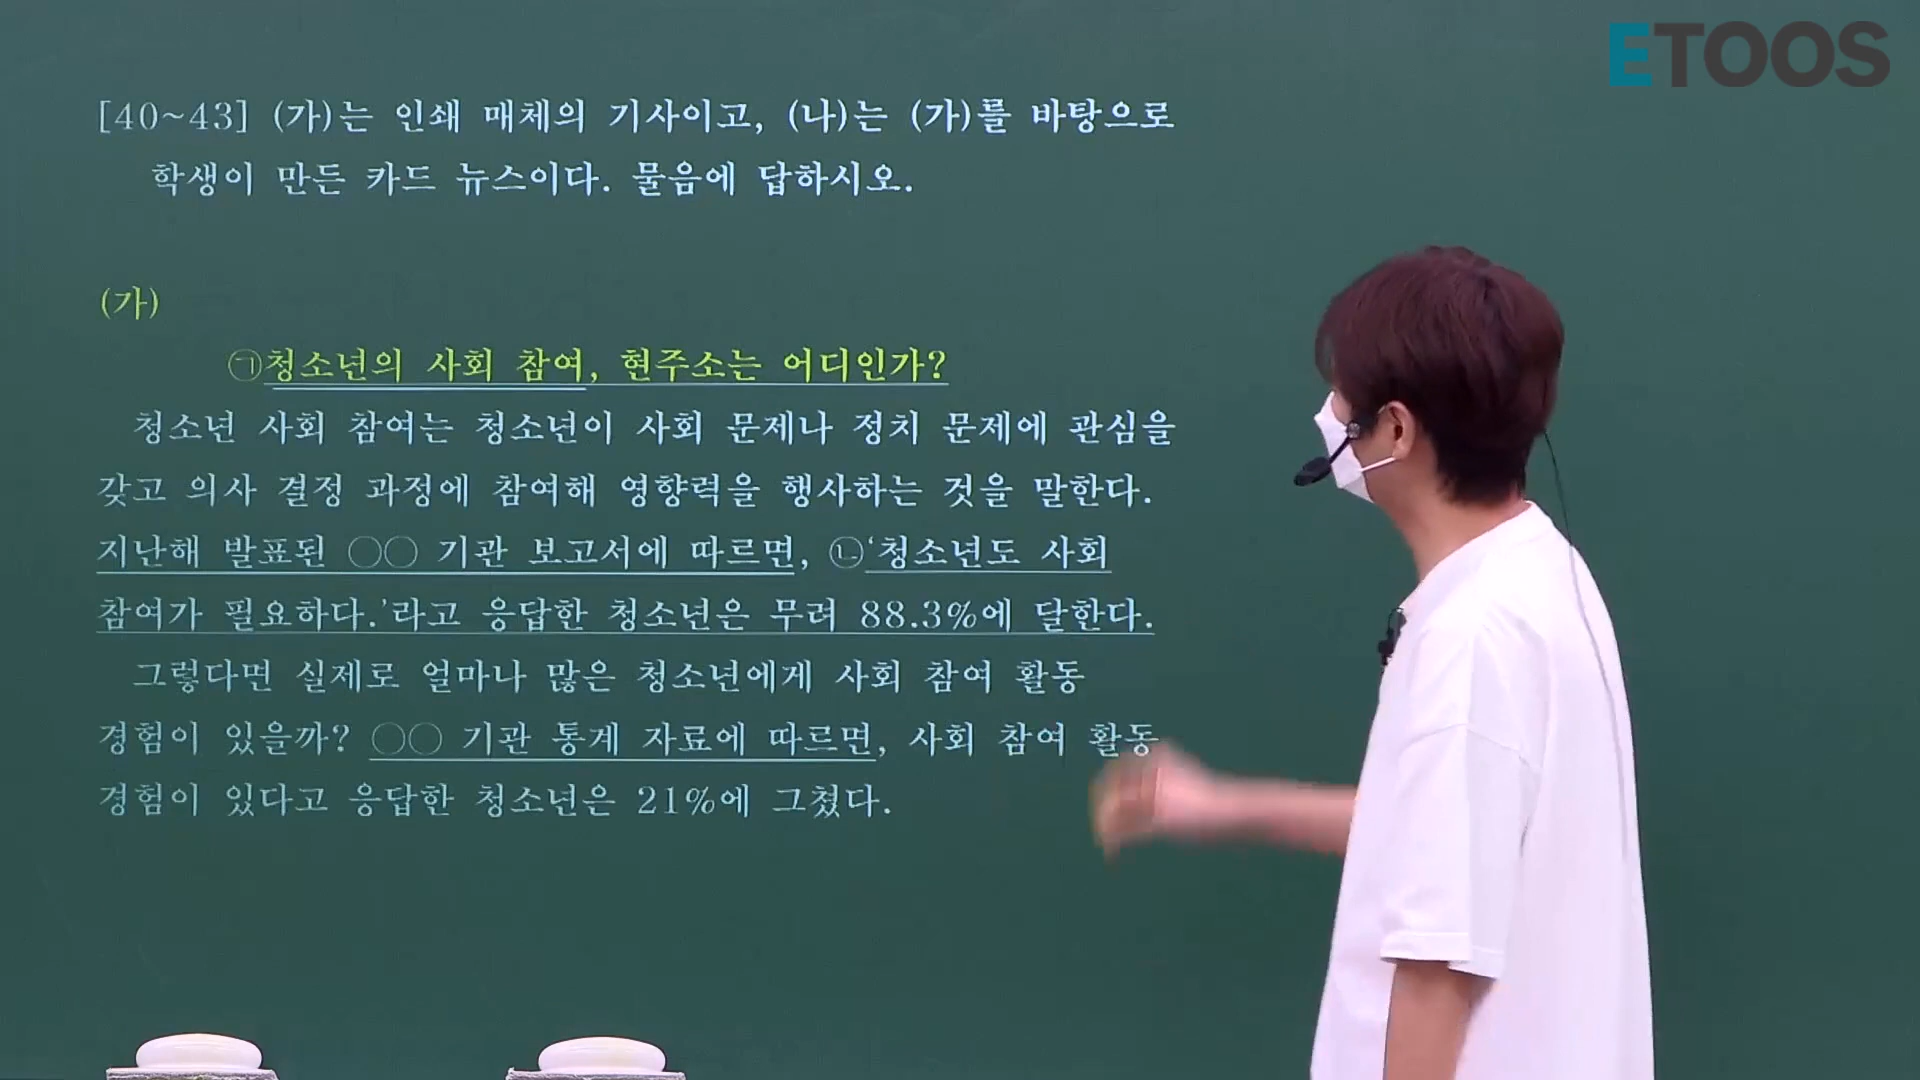 ETOOS
[40~43] (가)는 인쇄 매체의 기사이고, (나)는 (가)를 바탕으로
학생이 만든 카드 뉴스이다. 물음에 답하시오.
(가)
㉠청소년의 사회 참여, 현주소는 어디인가?
청소년 사회 참여는 청소년이 사회 문제나 정치 문제에 관심을
갖고 의사 결정 과정에 참여해 영향력을 행사하는 것을 말한다.
지난해 발표된 ○○ 기관 보고서에 따르면, ㉡‘청소년도 사회
참여가 필요하다.’라고 응답한 청소년은 무려 88.3%에 달한다.
그렇다면 실제로 얼마나 많은 청소년에게 사회 참여 활동
경험이 있을까? ○○ 기관 통계 자료에 따르면, 사회 참여 활동
경험이 있다고 응답한 청소년은 21%에 그쳤다.